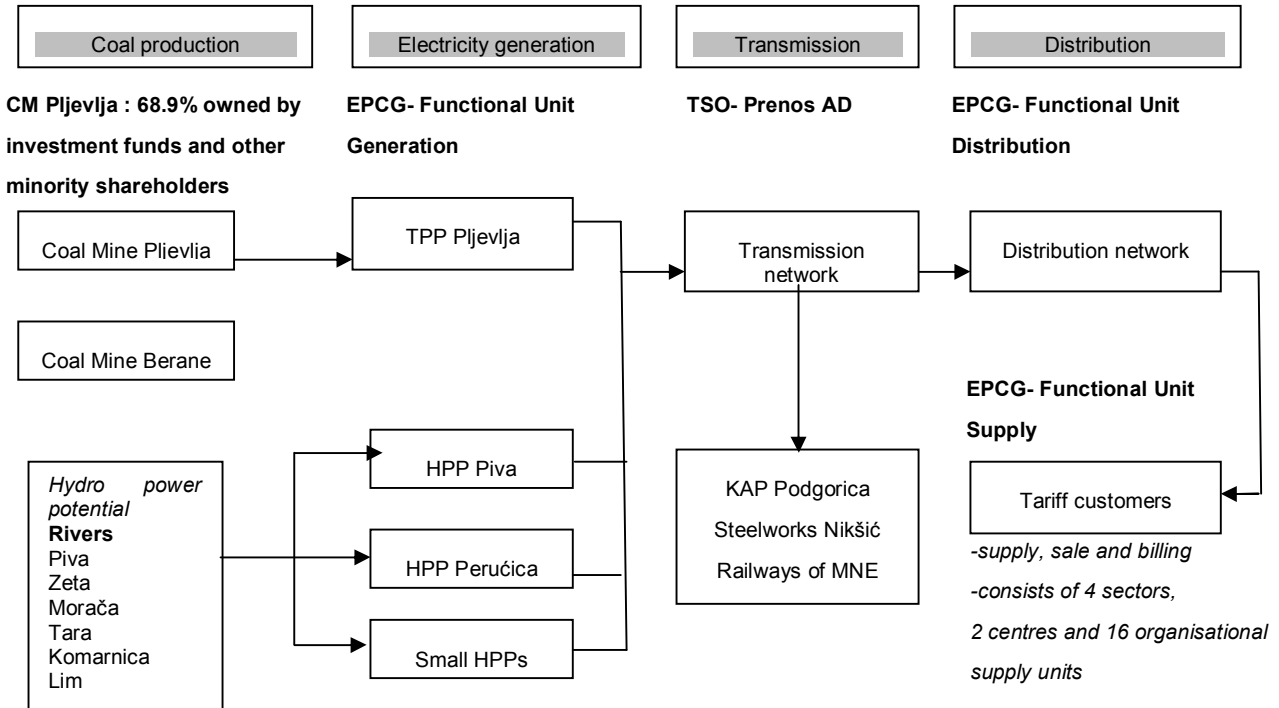 Coal production
Electricity generation
Transmission
Distribution
CM Pljevlja : 68.9% owned by
investment funds and other
minority shareholders
EPCG- Functional Unit
Generation
TSO- Prenos AD
EPCG- Functional Unit
Distribution
Coal Mine Pljevlja
TPP Pljevlja
Transmission
network
Distribution network
Coal Mine Berane
EPCG- Functional Unit
Supply
Hydro power
potential
Rivers
Piva
Zeta
Morača
Tara
Komarnica
Lim
HPP Piva
HPP Perućica
Small HPPs
KAP Podgorica
Steelworks Nikšić
Railways of MNE
Tariff customers
-supply, sale and billing
-consists of 4 sectors,
2 centres and 16 organisational
supply units